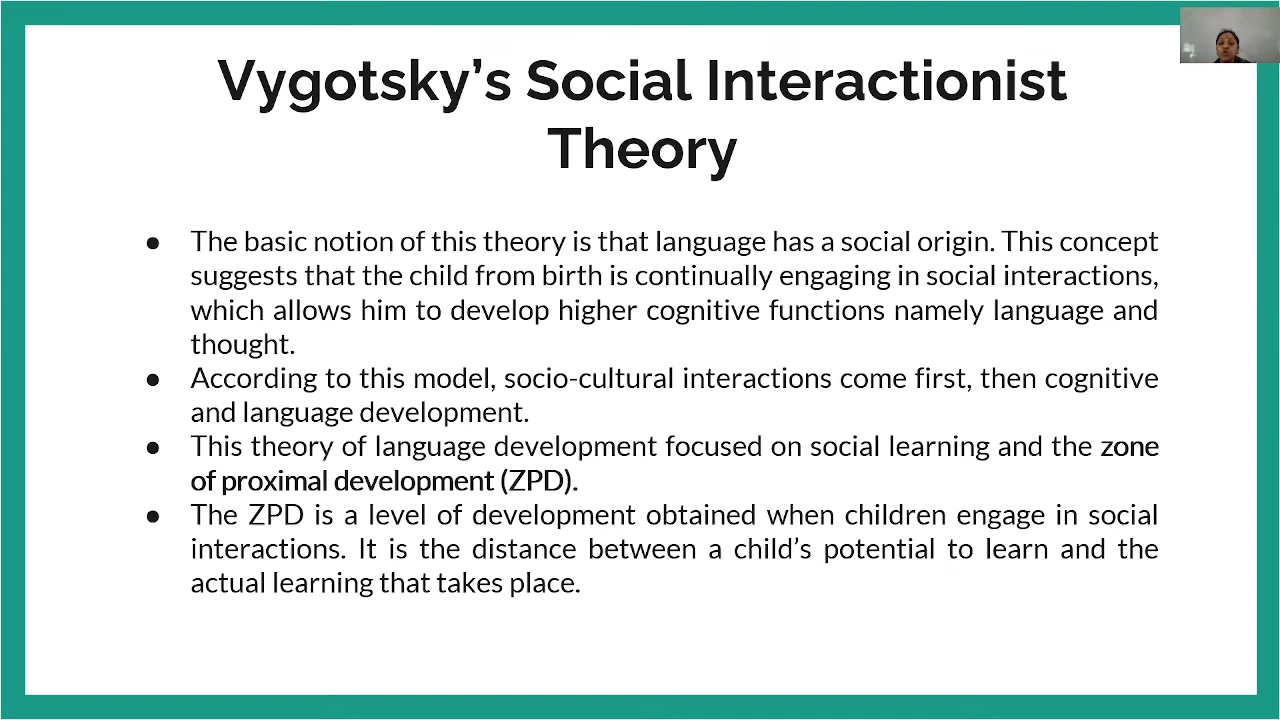 Vygotsky’s Social Interactionist
Theory
● The basic notion of this theory is that language has a social origin. This concept
suggests that the child from birth is continually engaging in social interactions,
which allows him to develop higher cognitive functions namely language and
thought.
● According to this model, socio-cultural interactions come first, then cognitive
and language development.
● This theory of language development focused on social learning and the zone
of proximal development (ZPD).
● The ZPD is a level of development obtained when children engage in social
interactions. It is the distance between a child’s potential to learn and the
actual learning that takes place.